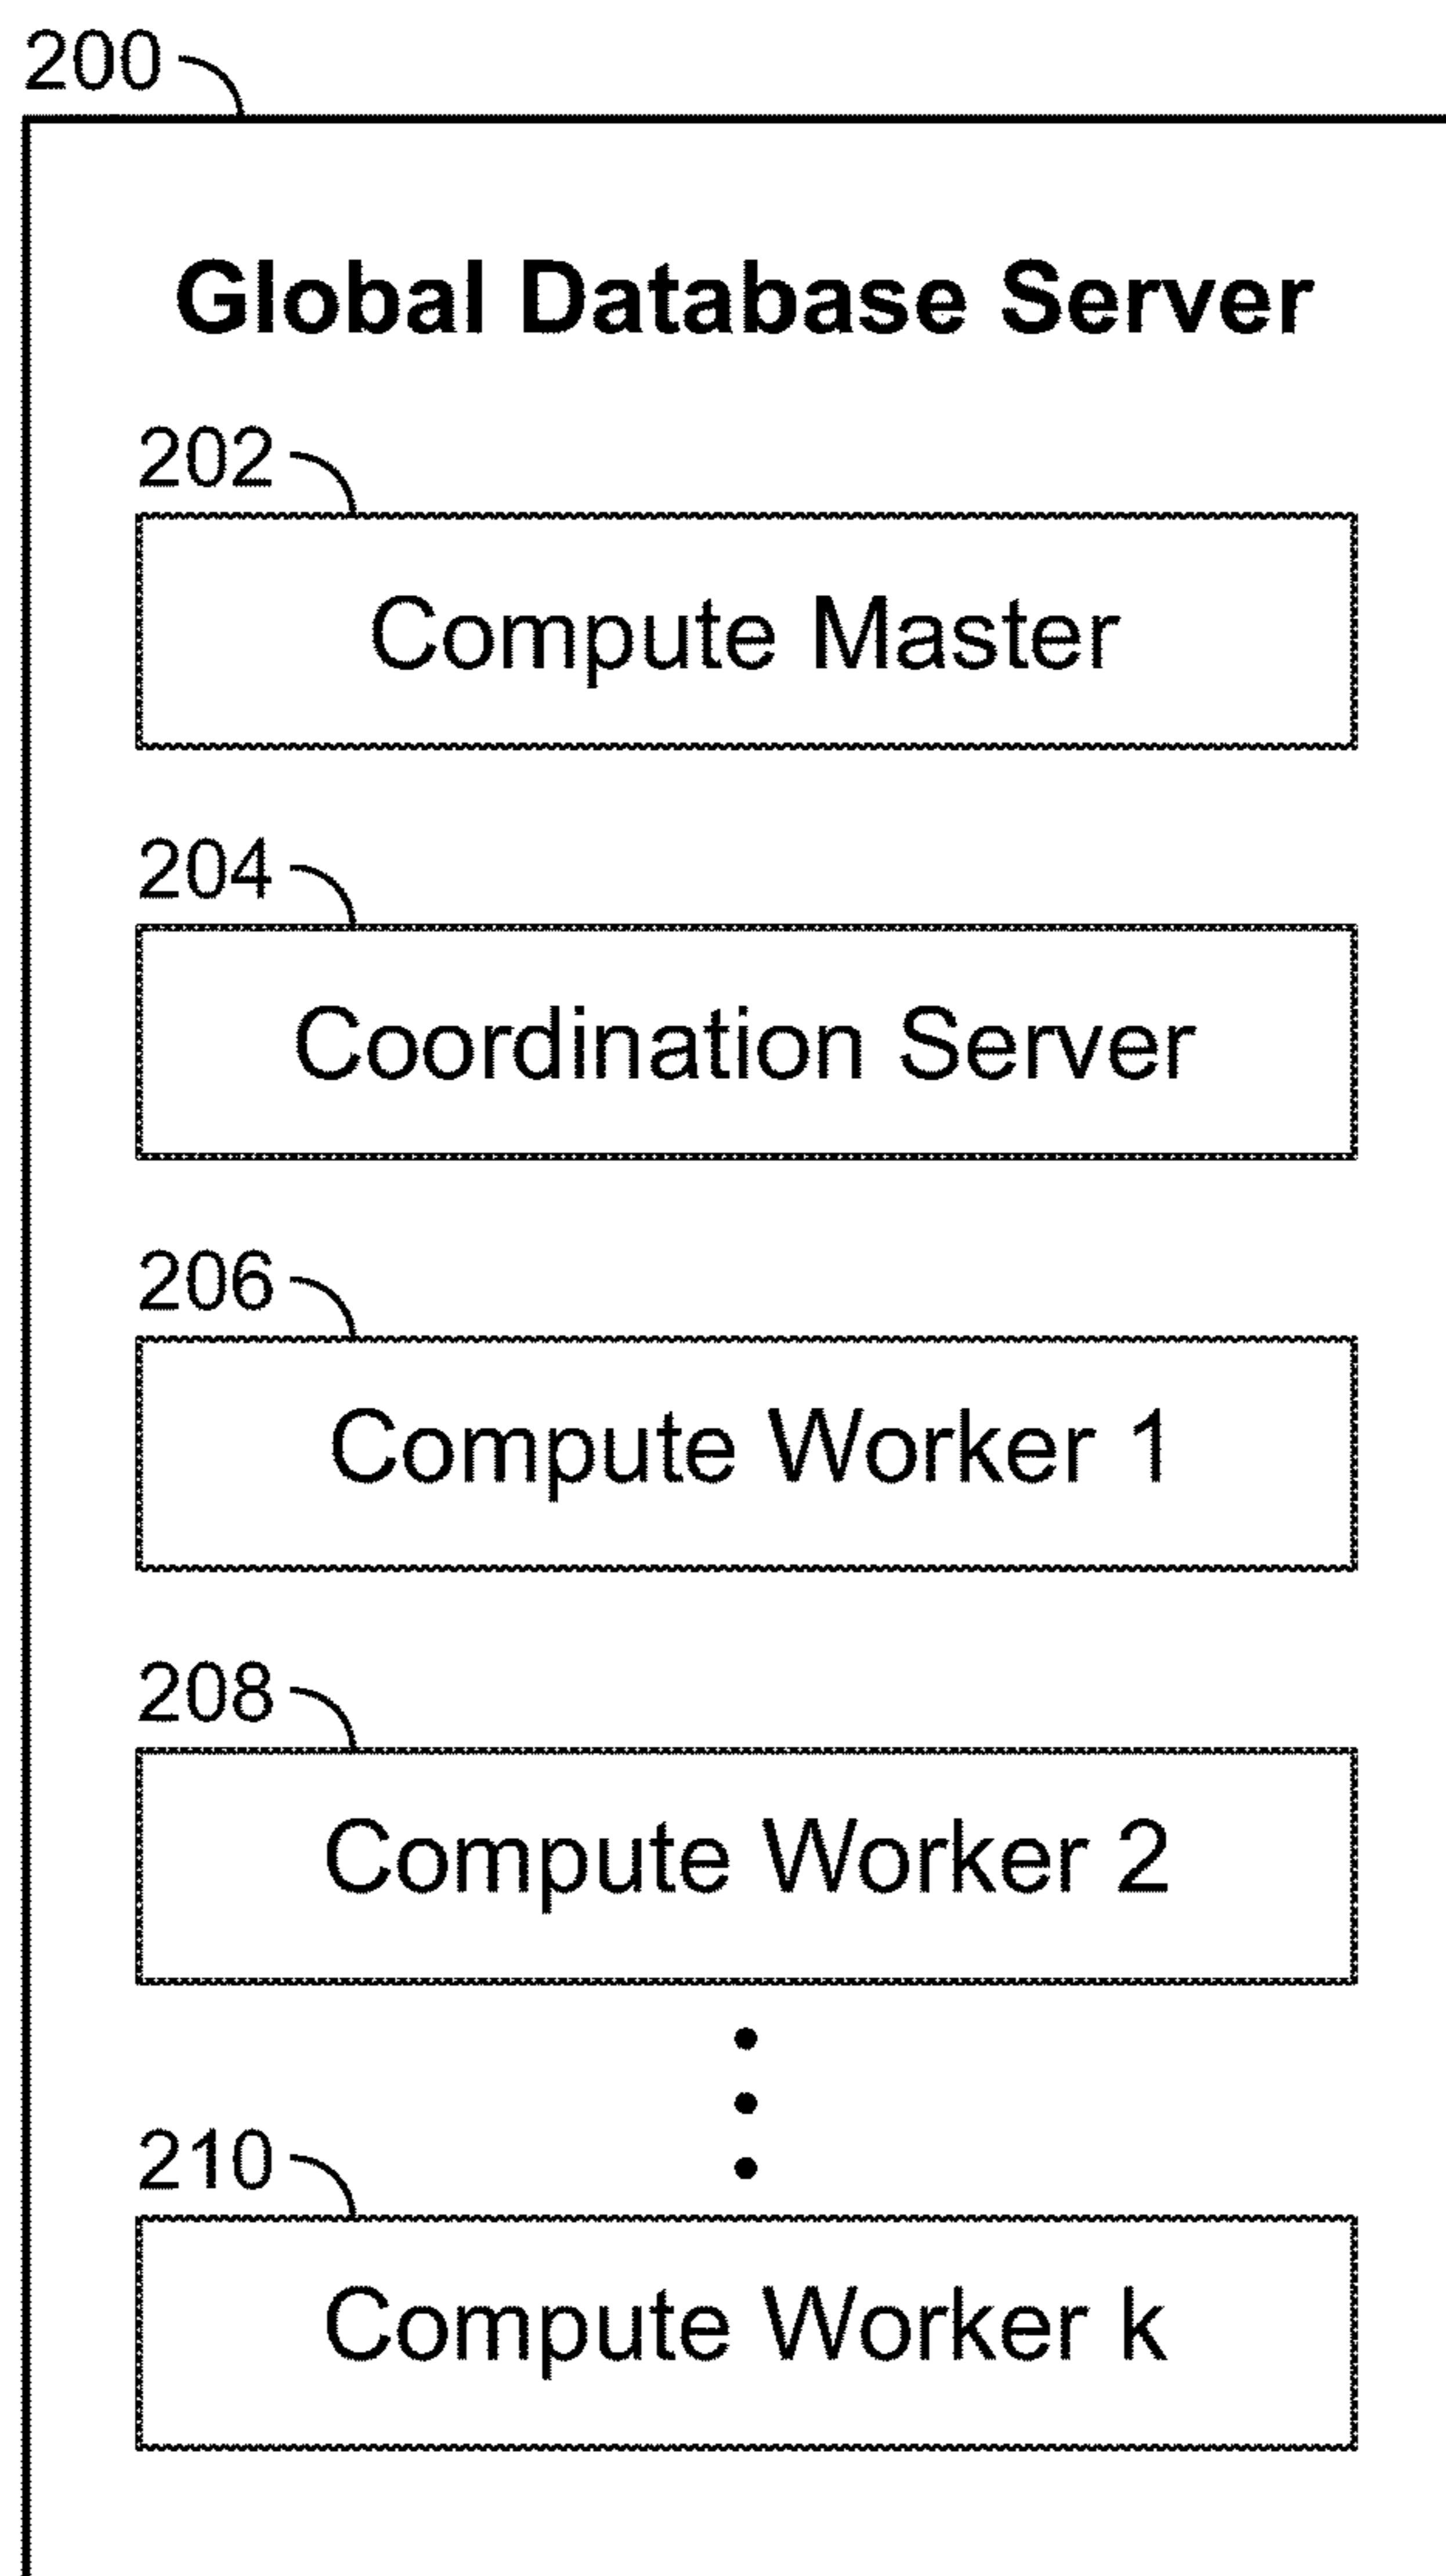 200
Global Database Server
202
Compute Master
204
Coordination Server
206
Compute Worker 1
208
Compute Worker 2
210
Compute Worker k